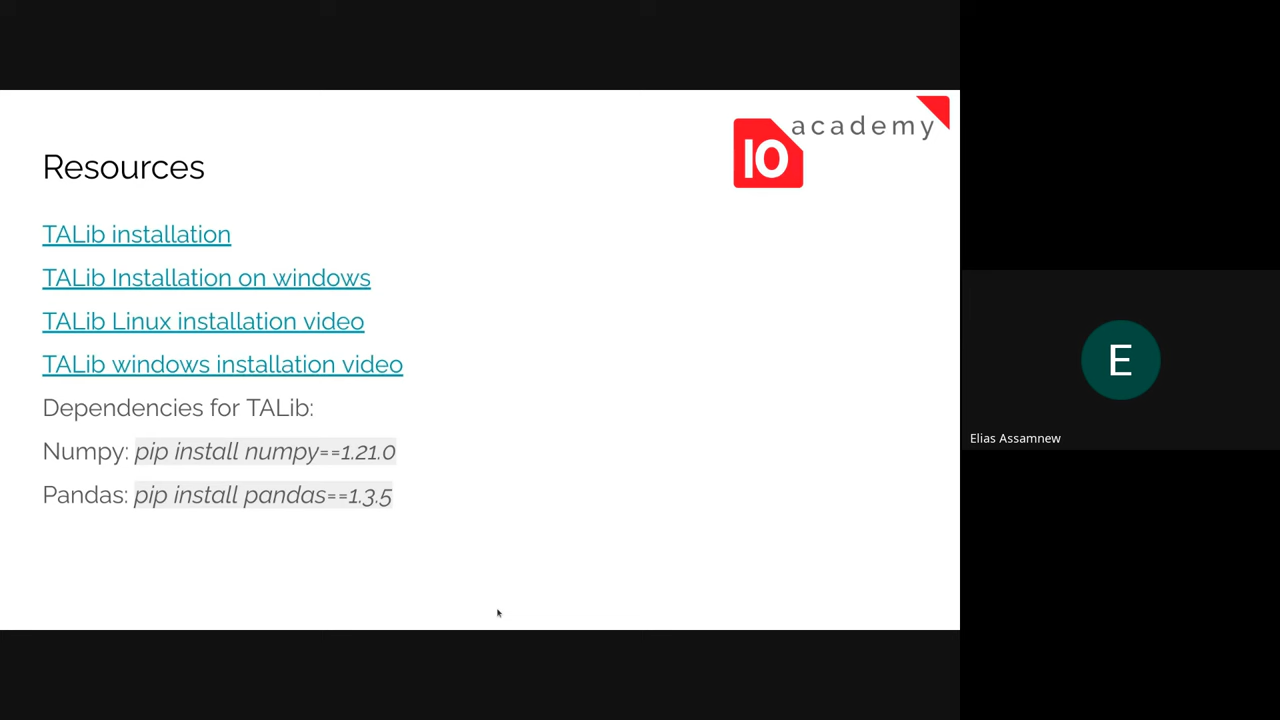 academy
10
Resources
TALib installation
TALib Installation on windows
TALib Linux installation video
TALib windows installation video
Dependencies for TALib:
Numpy: pip install numpy==1.21.0
Pandas: pip install pandas==1.3.5
E
Elias Assamnew